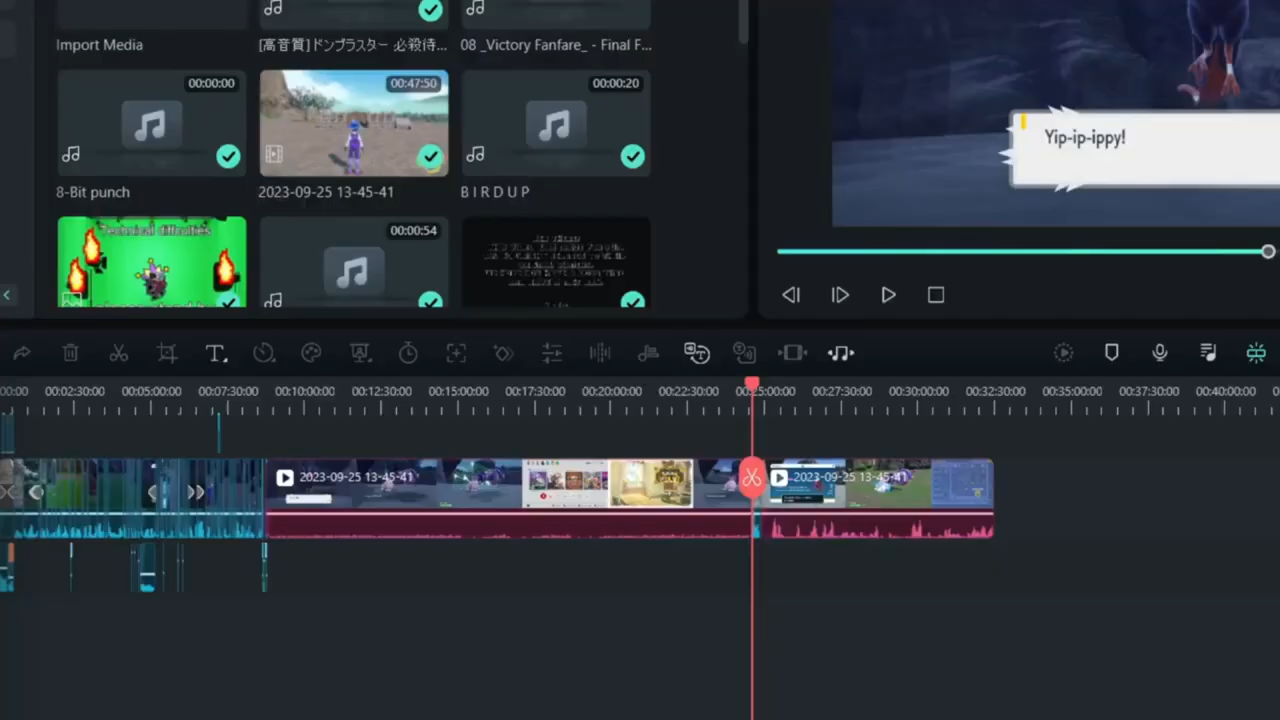 Import Media
[高音質]ドンブラスター 必殺待...
08 _Victory Fanfare_ - Final F...
00:00:00
00:47:50
00:00:20
8-Bit punch
2023-09-25 13-45-41
B I R D U P
Technical difficulties
00:00:54
Yip-ip-ippy!
00:00 00:02:30:00 00:05:00:00 00:07:30:00 00:10:00:00 00:12:30:00 00:15:00:00 00:17:30:00 00:20:00:00 00:22:30:00 00:25:00:00 00:27:30:00 00:30:00:00 00:32:30:00 00:35:00:00 00:37:30:00 00:40:00:00
2023-09-25 13-45-41
2023-09-25 13-45-41